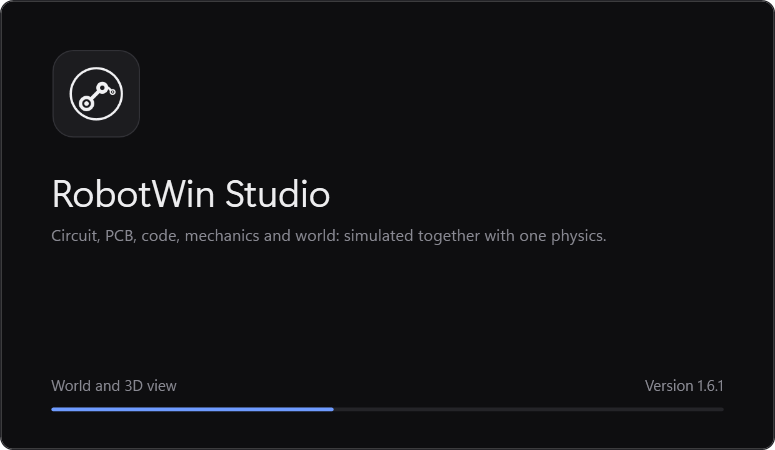 RobotWin Studio
Circuit, PCB, code, mechanics and world: simulated together with one physics.
World and 3D view
Version 1.6.1